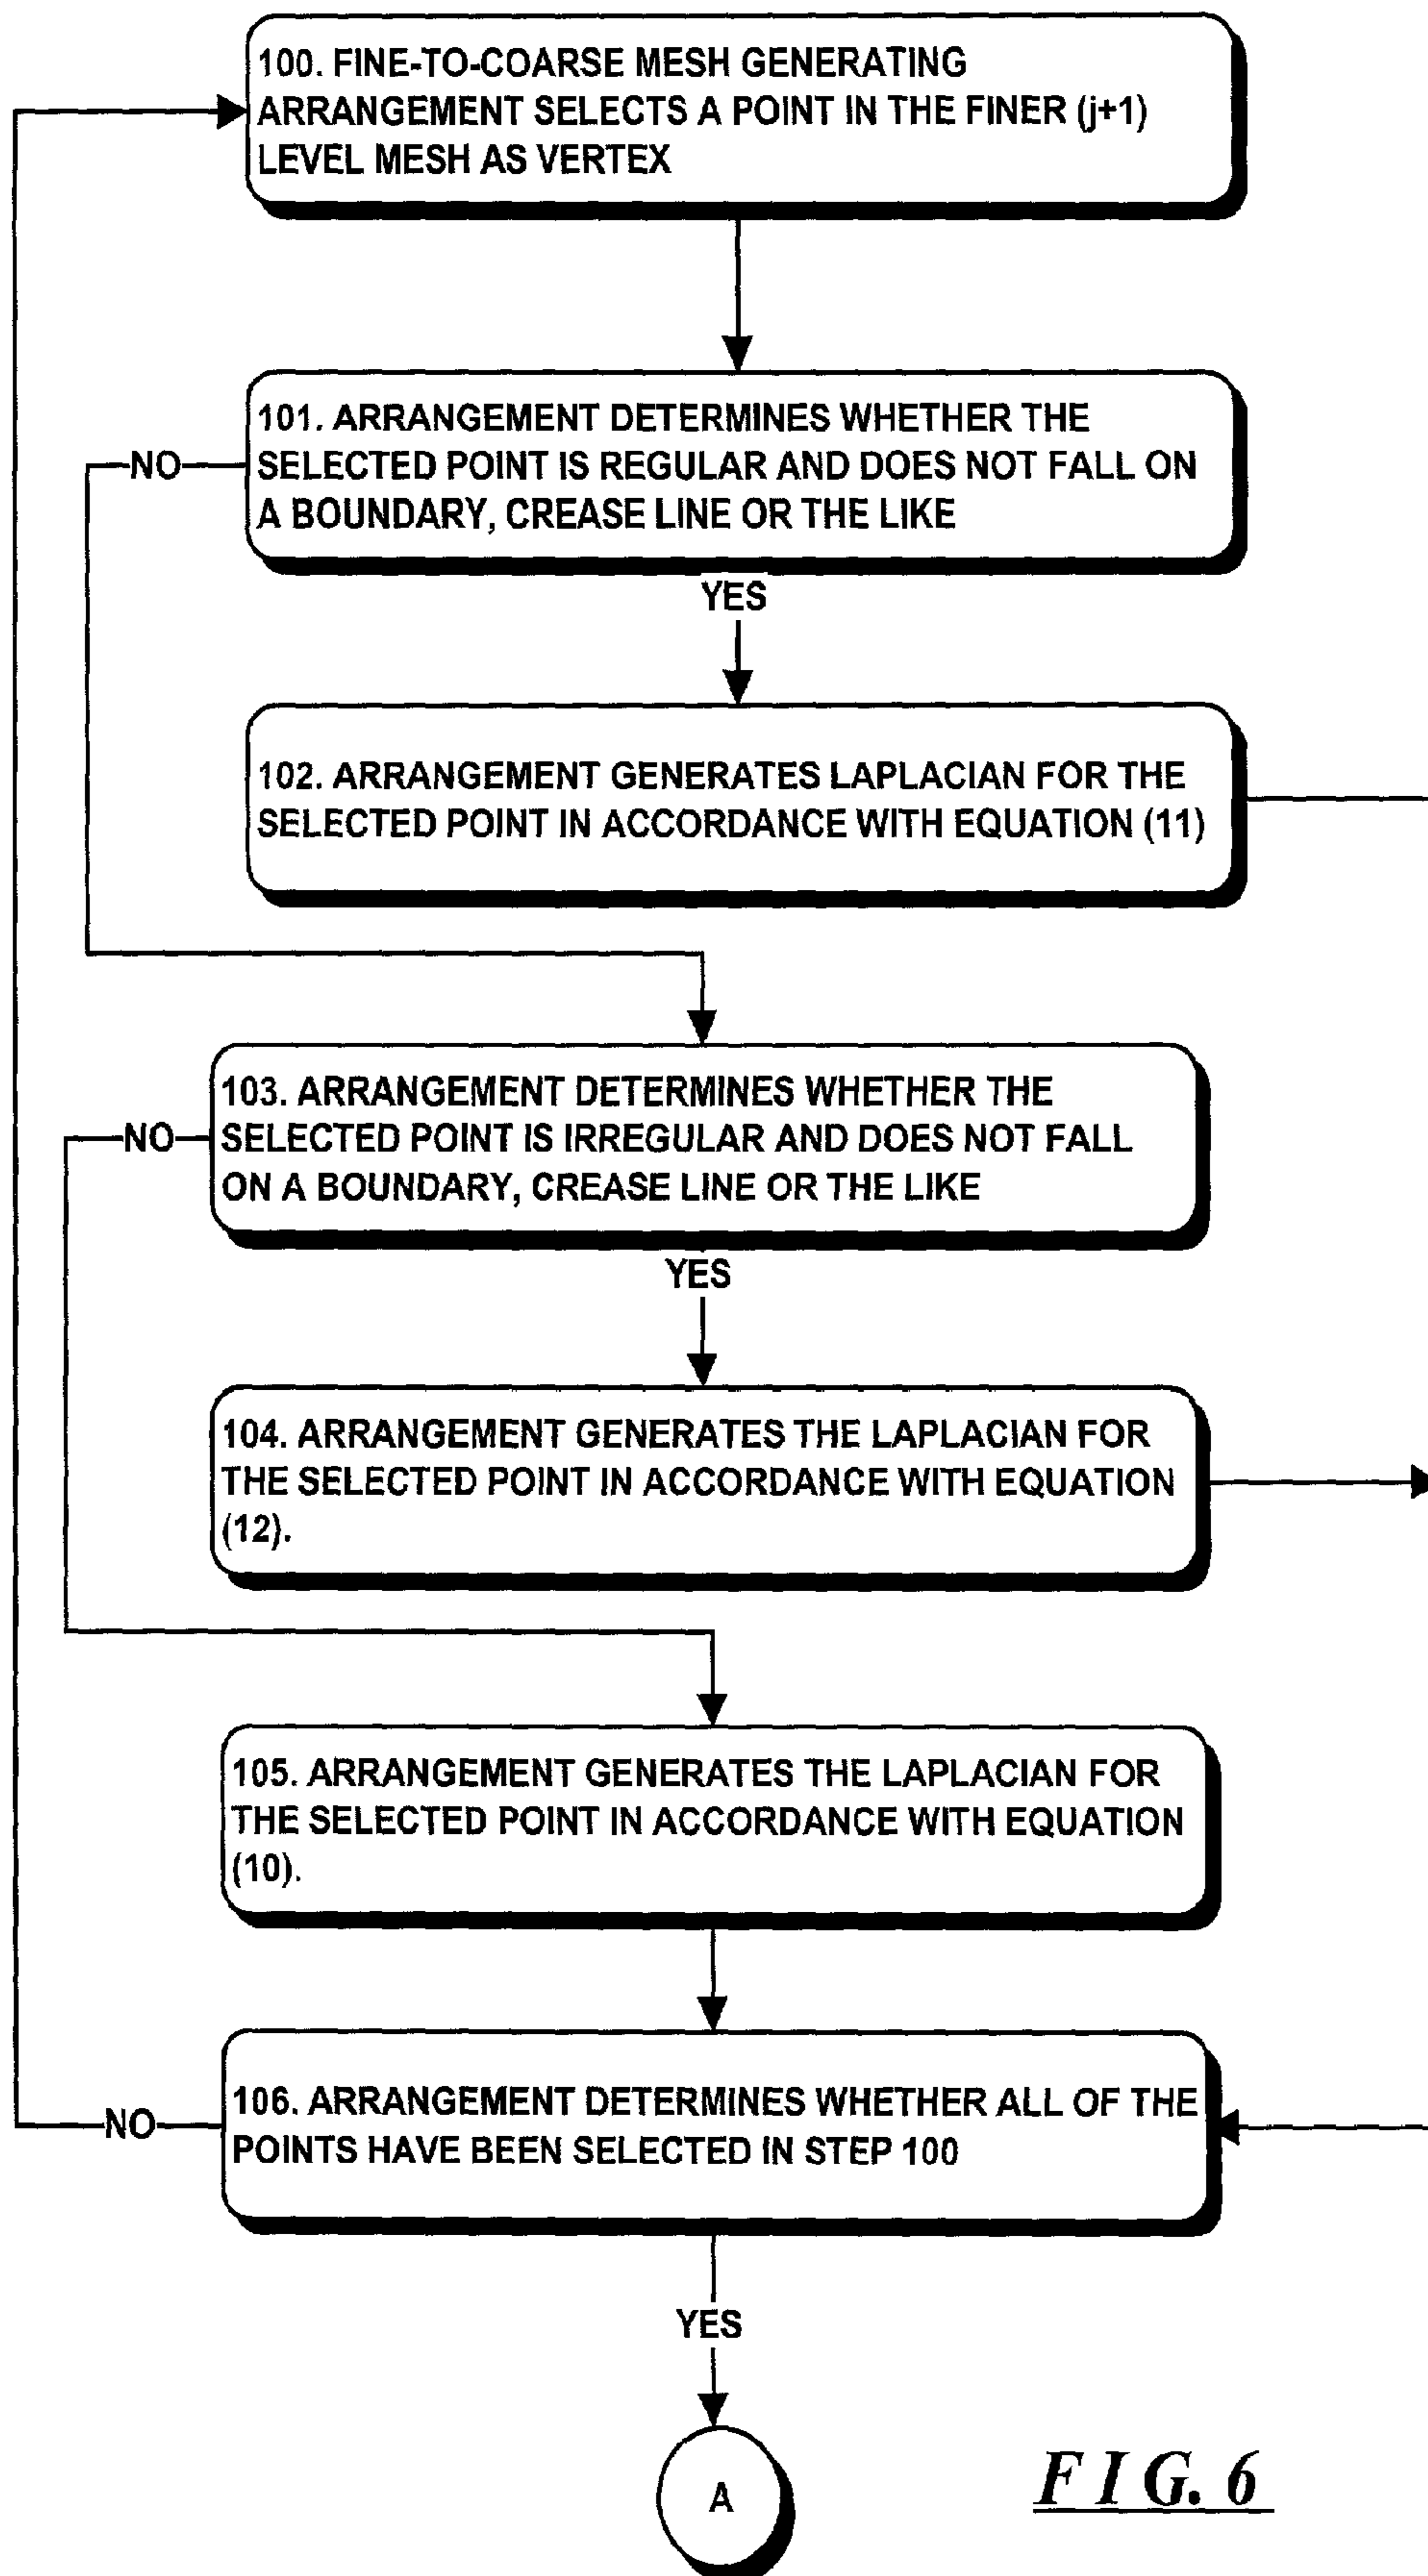 100. FINE-TO-COARSE MESH GENERATING
ARRANGEMENT SELECTS A POINT IN THE FINER (j+1)
LEVEL MESH AS VERTEX
101. ARRANGEMENT DETERMINES WHETHER THE
SELECTED POINT IS REGULAR AND DOES NOT FALL ON
A BOUNDARY, CREASE LINE OR THE LIKE
NO
YES
102. ARRANGEMENT GENERATES LAPLACIAN FOR THE
SELECTED POINT IN ACCORDANCE WITH EQUATION (11)
103. ARRANGEMENT DETERMINES WHETHER THE
SELECTED POINT IS IRREGULAR AND DOES NOT FALL
ON A BOUNDARY, CREASE LINE OR THE LIKE
NO
YES
104. ARRANGEMENT GENERATES THE LAPLACIAN FOR
THE SELECTED POINT IN ACCORDANCE WITH EQUATION
(12).
105. ARRANGEMENT GENERATES THE LAPLACIAN FOR
THE SELECTED POINT IN ACCORDANCE WITH EQUATION
(10).
106. ARRANGEMENT DETERMINES WHETHER ALL OF THE
POINTS HAVE BEEN SELECTED IN STEP 100
NO
YES
A
FIG. 6